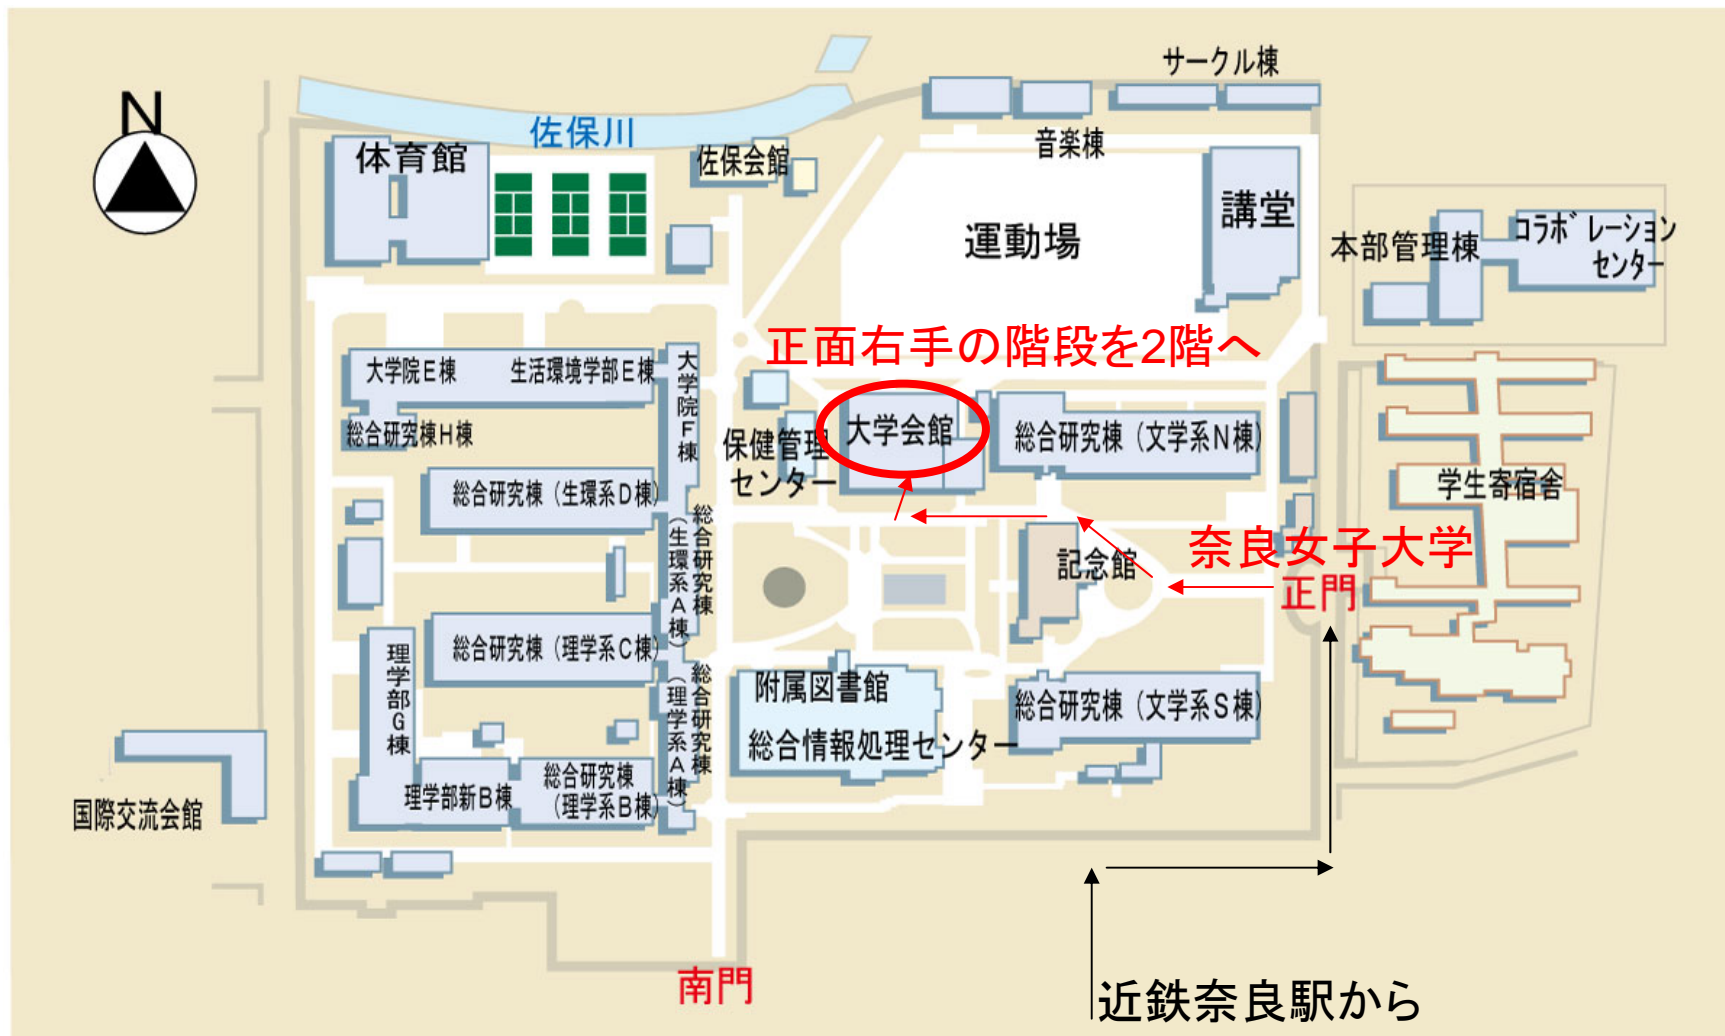 N
佐保川
サークル棟
体育館
佐保会館
音楽棟
運動場
講堂
本部管理棟
コラボレーション
センター
正面右手の階段を2階へ
大学院E棟
生活環境学部E棟
大学院F棟
総合研究棟H棟
保健管理
センター
大学会館
総合研究棟(文学系N棟)
総合研究棟(生環系D棟)
学生寄宿舎
総合研究棟
(生環系A棟)
奈良女子大学
記念館
正門
総合研究棟(理学系C棟)
理学部G棟
総合研究棟
(理学系A棟)
附属図書館
総合情報処理センター
総合研究棟(文学系S棟)
理学部新B棟
総合研究棟
(理学系B棟)
国際交流会館
南門
近鉄奈良駅から